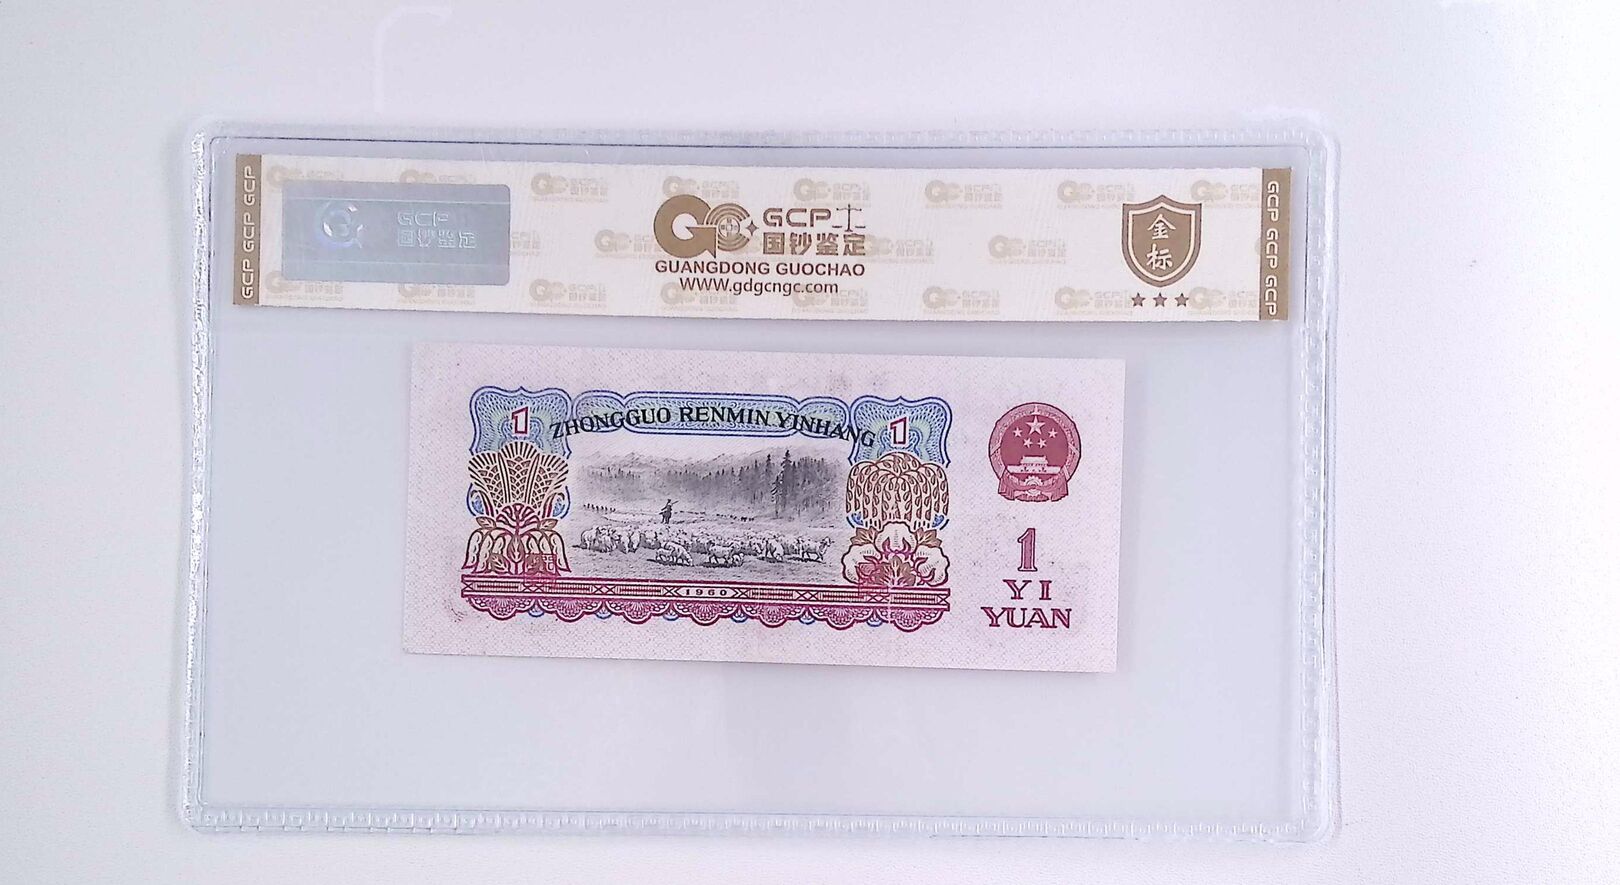 GCP GCP GCP
GCP
国钞鉴定
GCP
国钞鉴定
GUANGDONG GUOCHAO
www.gdgcngc.com
金标
GCP GCP GCP GCP
1
ZHONGGUO RENMIN YINHANG
1
1960
1
YI
YUAN